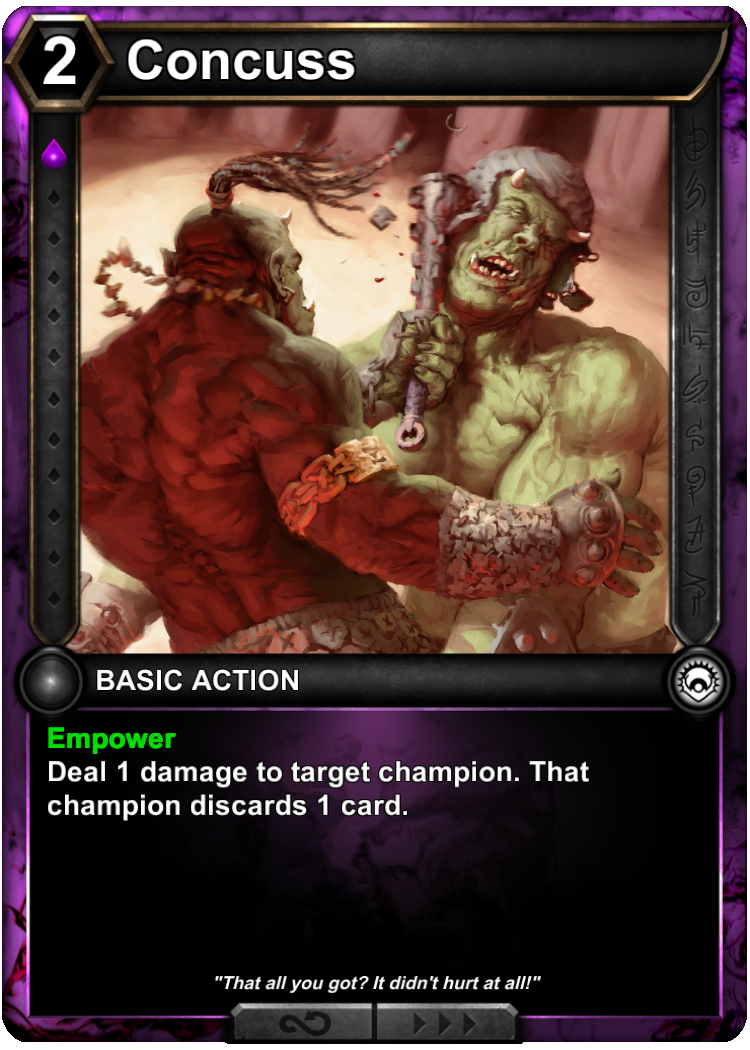 2
Concuss
BASIC ACTION
Empower
Deal 1 damage to target champion. That
champion discards 1 card.
"That all you got? It didn't hurt at all!"